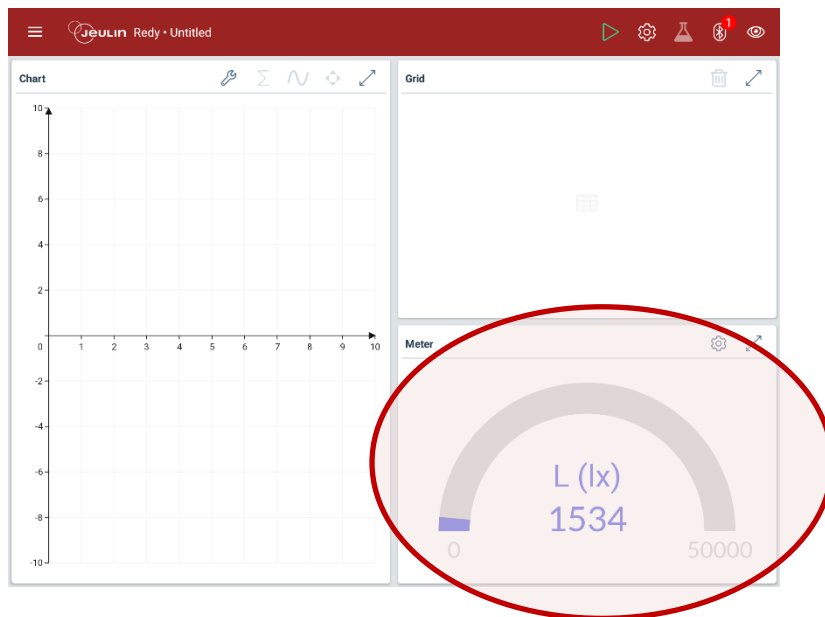 Jeulin Redy • Untitled
1
Chart
10
8
6
4
2
0
-2
-4
-6
-8
-10
1 2 3 4 5 6 7 8 9 10
Grid
Meter
L (lx)
1534
0 50000